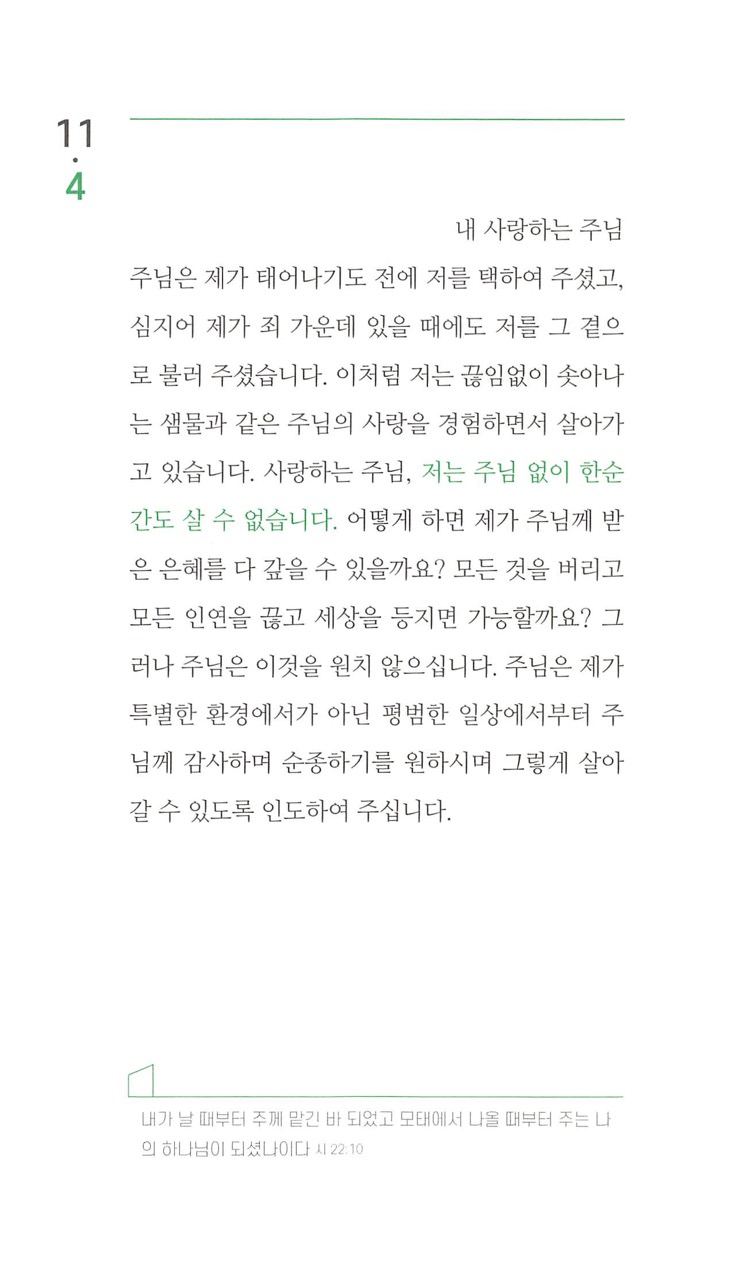 11
·
4
내 사랑하는 주님
주님은 제가 태어나기도 전에 저를 택하여 주셨고,
심지어 제가 죄 가운데 있을 때에도 저를 그 곁으
로 불러 주셨습니다. 이처럼 저는 끊임없이 솟아나
는 샘물과 같은 주님의 사랑을 경험하면서 살아가
고 있습니다. 사랑하는 주님, 저는 주님 없이 한순
간도 살 수 없습니다. 어떻게 하면 제가 주님께 받
은 은혜를 다 갚을 수 있을까요? 모든 것을 버리고
모든 인연을 끊고 세상을 등지면 가능할까요? 그
러나 주님은 이것을 원치 않으십니다. 주님은 제가
특별한 환경에서가 아닌 평범한 일상에서부터 주
님께 감사하며 순종하기를 원하시며 그렇게 살아
갈 수 있도록 인도하여 주십니다.
내가 날 때부터 주께 맡긴 바 되었고 모태에서 나올 때부터 주는 나
의 하나님이 되셨나이다 시 22:10